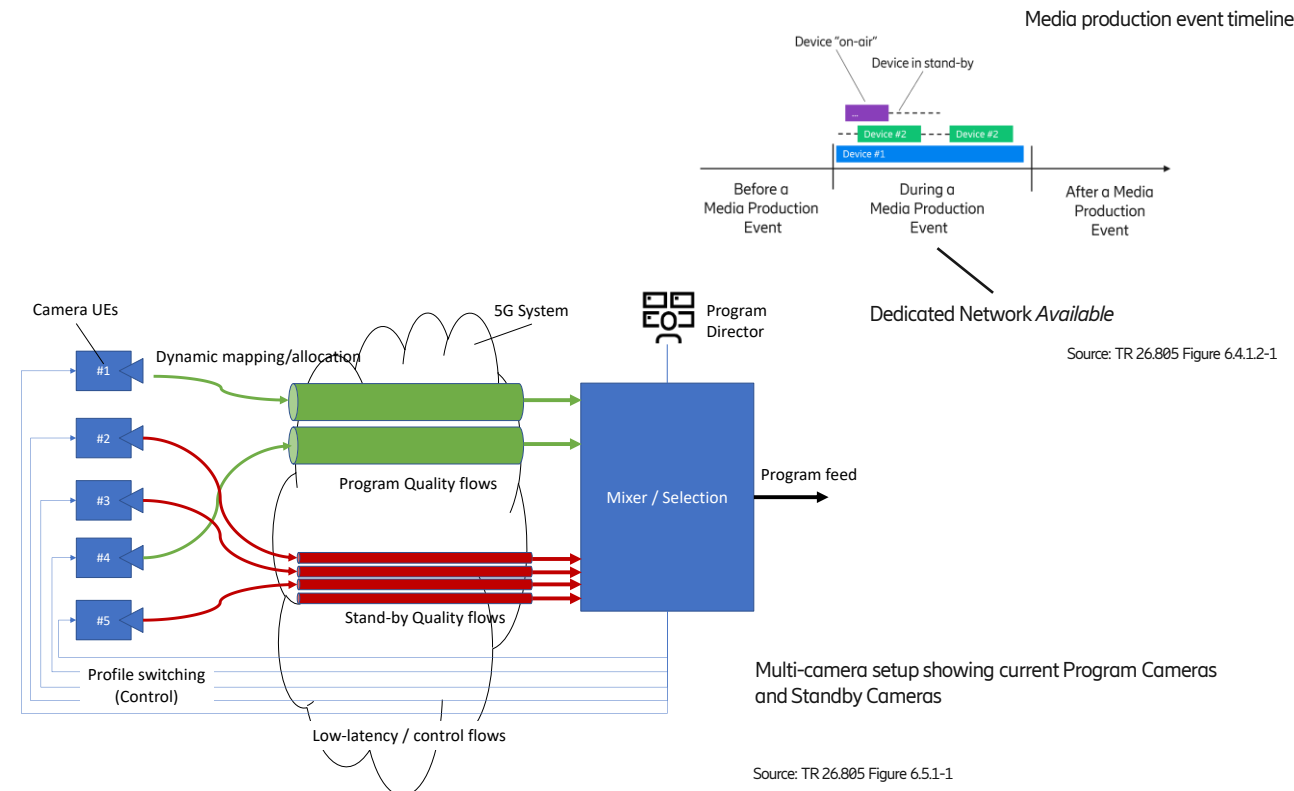 Media production event timeline
Device "on-air"
Device in stand-by
...
Device #2
Device #2
Device #1
Before a
Media Production
Event
During a
Media Production
Event
After a Media
Production
Event
Dedicated Network Available
Source: TR 26.805 Figure 6.4.1.2-1
Camera UEs
5G System
Program
Director
Dynamic mapping/allocation
#1
#2
#3
#4
#5
Program Quality flows
Mixer / Selection
Program feed
Stand-by Quality flows
Profile switching
(Control)
Low-latency / control flows
Multi-camera setup showing current Program Cameras
and Standby Cameras
Source: TR 26.805 Figure 6.5.1-1